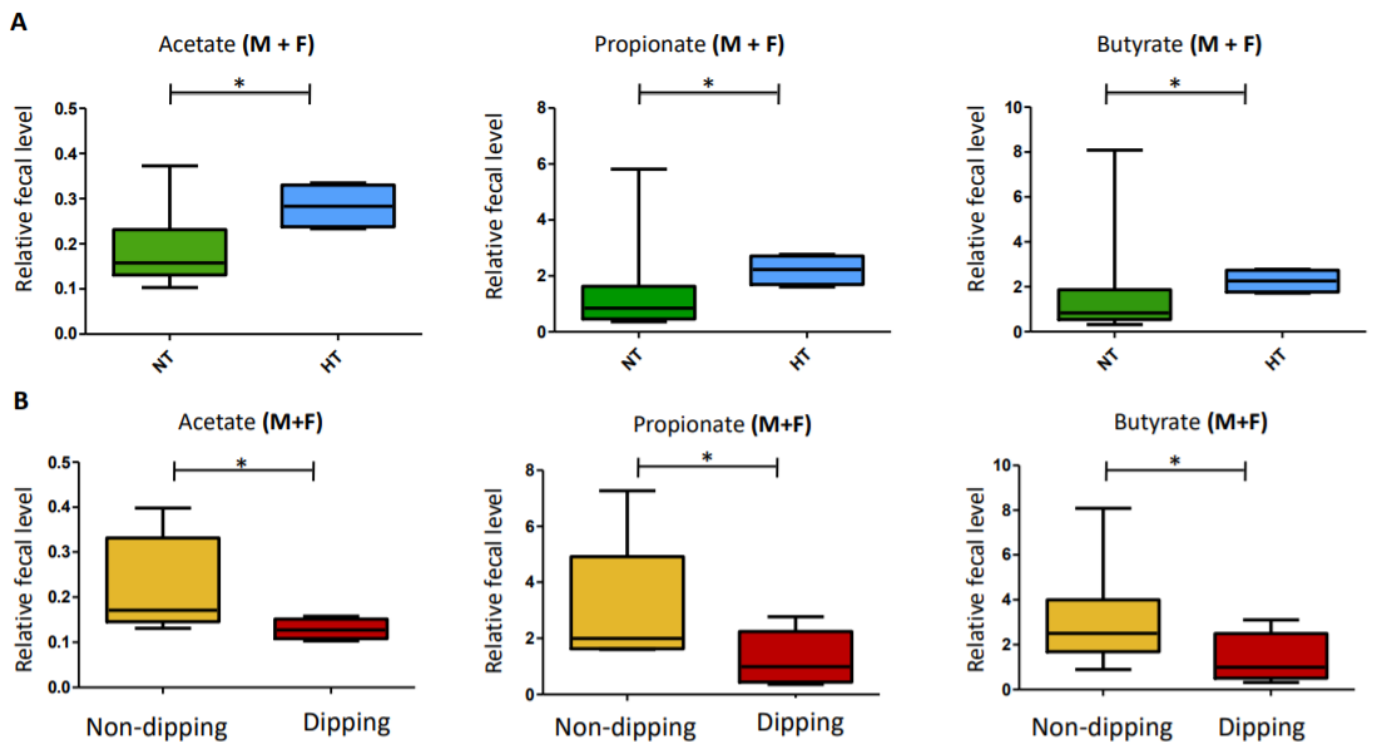 A
Acetate (M + F)
*
Relative fecal level
0.5
0.4
0.3
0.2
0.1
0.0
NT
HT
Propionate (M + F)
*
Relative fecal level
8
6
4
2
0
NT
HT
Butyrate (M + F)
*
Relative fecal level
10
8
6
4
2
0
NT
HT
B
Acetate (M+F)
*
Relative fecal level
0.5
0.4
0.3
0.2
0.1
0.0
Non-dipping
Dipping
Propionate (M+F)
*
Relative fecal level
8
6
4
2
0
Non-dipping
Dipping
Butyrate (M+F)
*
Relative fecal level
10
8
6
4
2
0
Non-dipping
Dipping